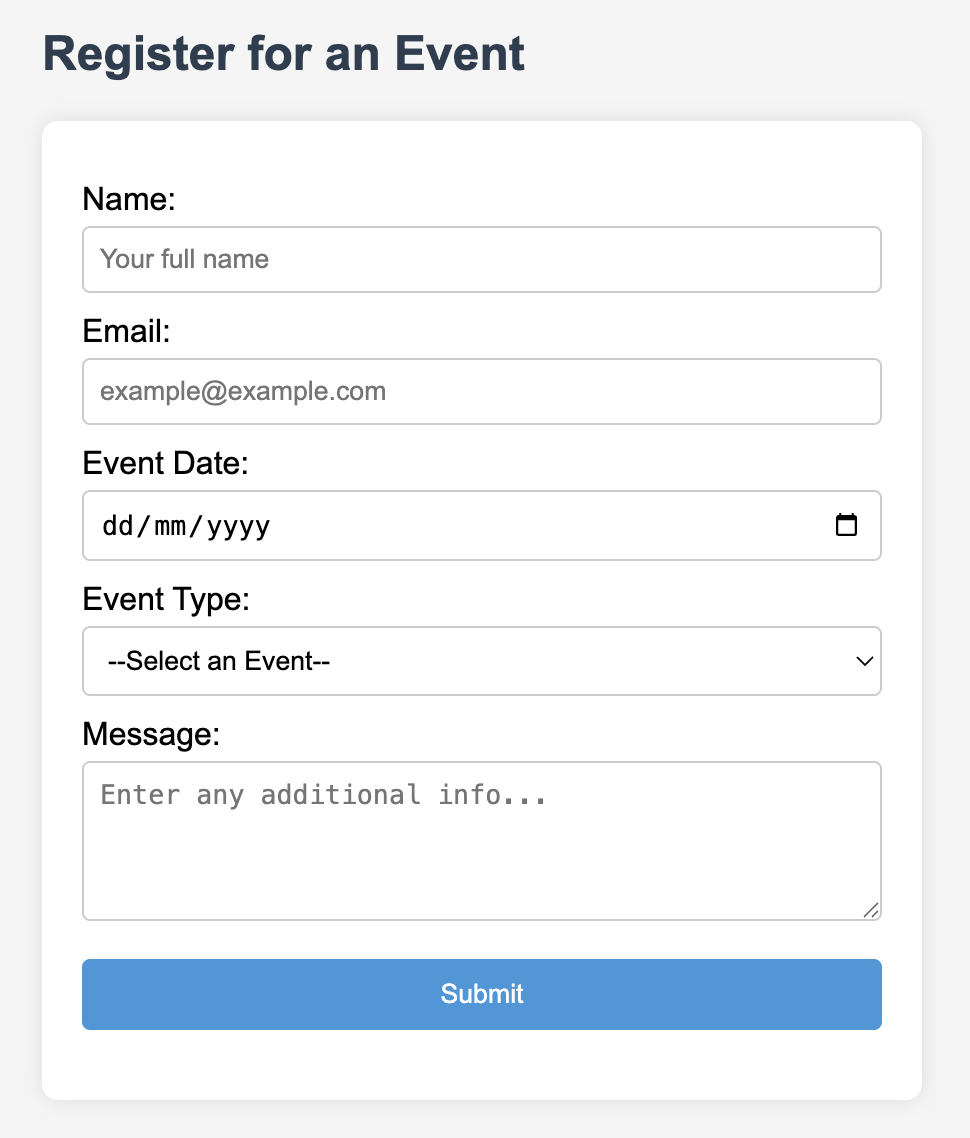 Register for an Event
Name:
Your full name
Email:
example@example.com
Event Date:
dd/mm/yyyy
Event Type:
--Select an Event--
Message:
Enter any additional info...
Submit